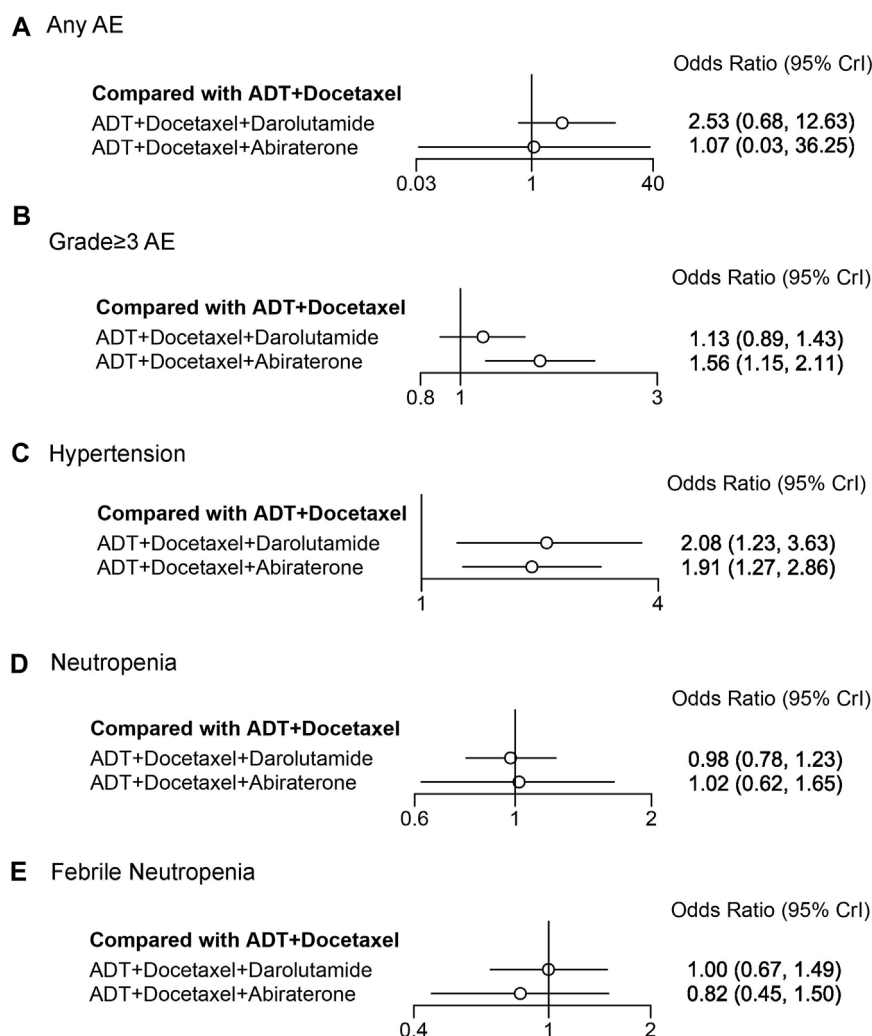 A Any AE
Odds Ratio (95% CrI)
Compared with ADT+Docetaxel
ADT+Docetaxel+Darolutamide 2.53 (0.68, 12.63)
ADT+Docetaxel+Abiraterone 1.07 (0.03, 36.25)
0.03 1 40
B
Grade≥3 AE
Odds Ratio (95% CrI)
Compared with ADT+Docetaxel
ADT+Docetaxel+Darolutamide 1.13 (0.89, 1.43)
ADT+Docetaxel+Abiraterone 1.56 (1.15, 2.11)
0.8 1 3
C Hypertension
Odds Ratio (95% CrI)
Compared with ADT+Docetaxel
ADT+Docetaxel+Darolutamide 2.08 (1.23, 3.63)
ADT+Docetaxel+Abiraterone 1.91 (1.27, 2.86)
1 4
D Neutropenia
Odds Ratio (95% CrI)
Compared with ADT+Docetaxel
ADT+Docetaxel+Darolutamide 0.98 (0.78, 1.23)
ADT+Docetaxel+Abiraterone 1.02 (0.62, 1.65)
0.6 1 2
E Febrile Neutropenia
Odds Ratio (95% CrI)
Compared with ADT+Docetaxel
ADT+Docetaxel+Darolutamide 1.00 (0.67, 1.49)
ADT+Docetaxel+Abiraterone 0.82 (0.45, 1.50)
0.4 1 2